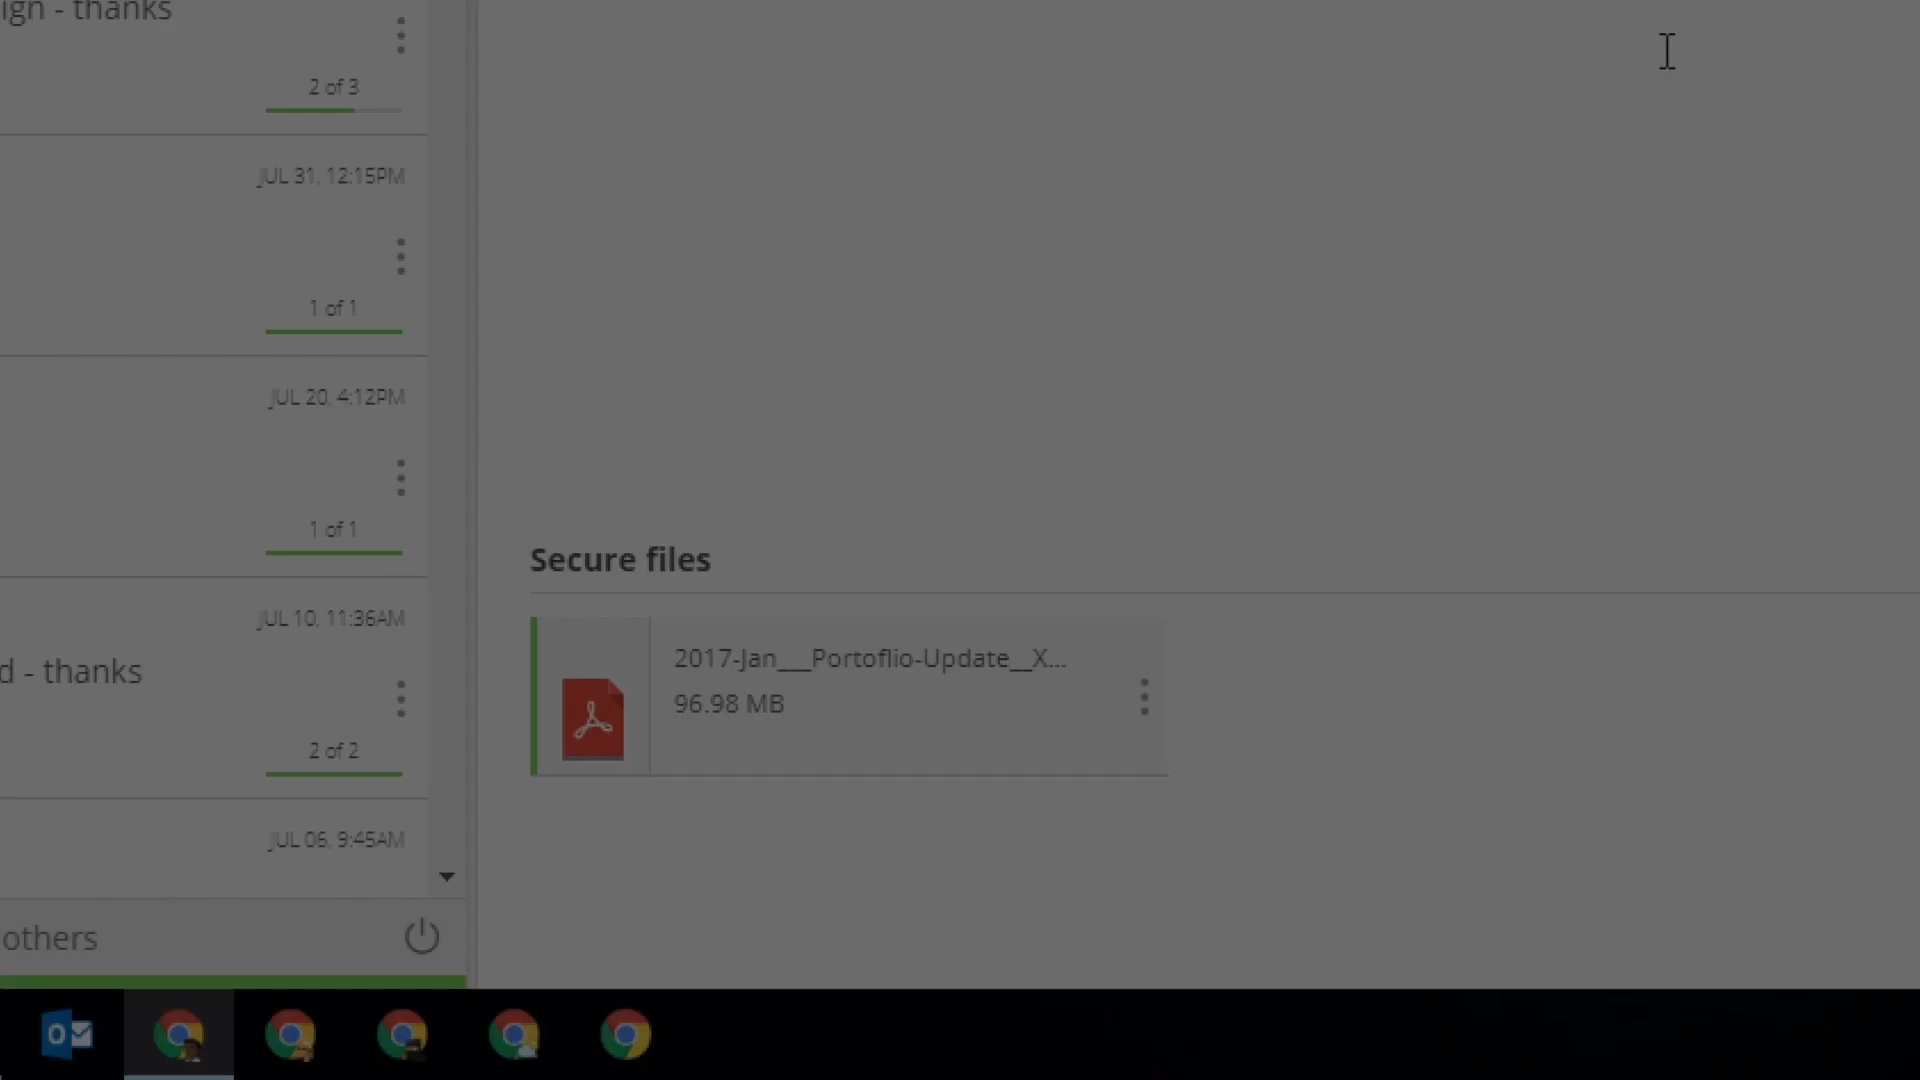 ign - thanks
2 of 3
JUL 31, 12:15PM
1 of 1
JUL 20, 4:12PM
1 of 1
JUL 10, 11:36AM
d - thanks
2 of 2
JUL 06, 9:45AM
others
Secure files
2017-Jan___Portoflio-Update__X...
96.98 MB